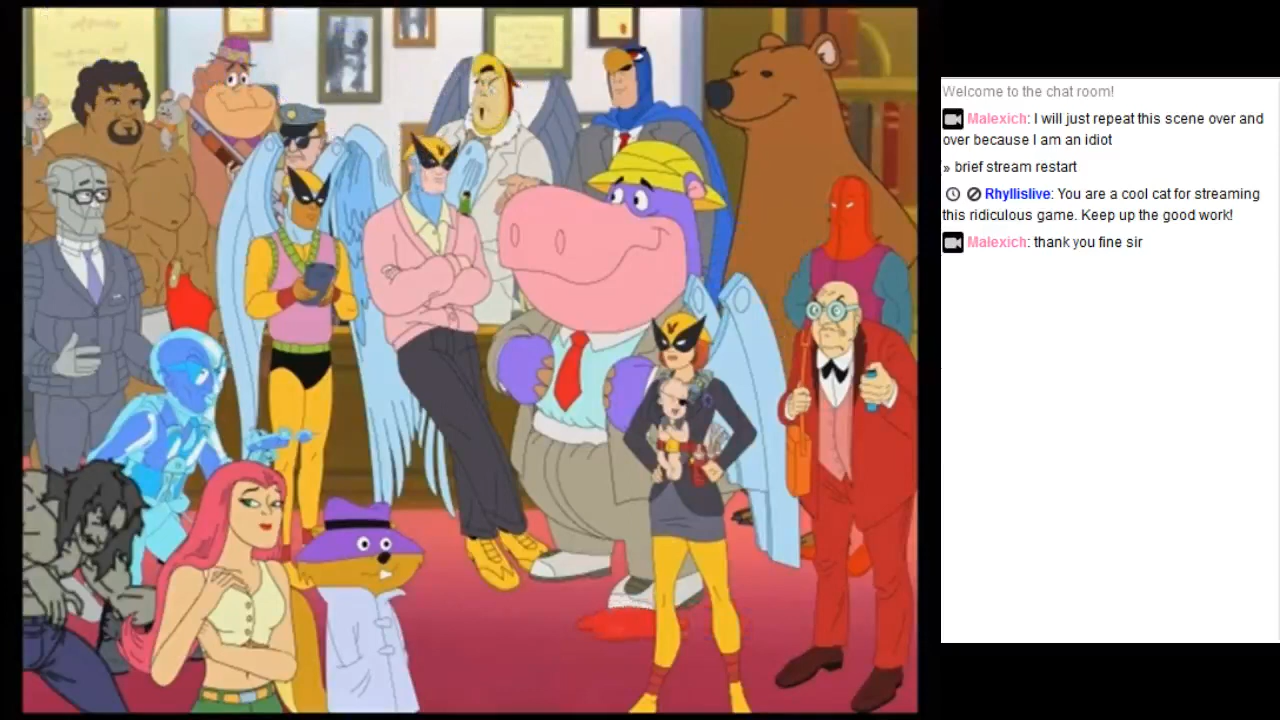 Welcome to the chat room!
Malexich: I will just repeat this scene over and
over because I am an idiot
» brief stream restart
Rhyllislive: You are a cool cat for streaming
this ridiculous game. Keep up the good work!
Malexich: thank you fine sir